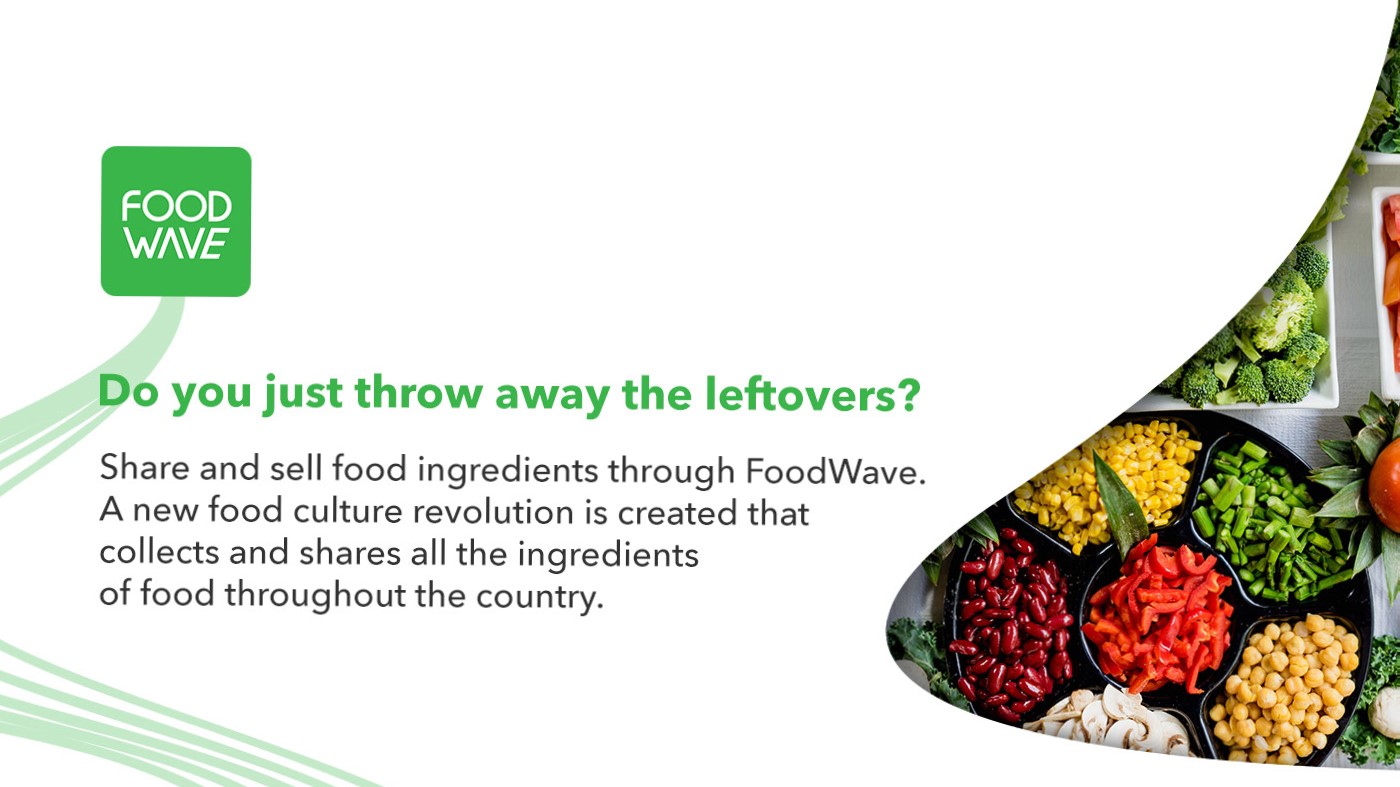 FOOD
WAVE
Do you just throw away the leftovers?
Share and sell food ingredients through FoodWave.
A new food culture revolution is created that
collects and shares all the ingredients
of food throughout the country.